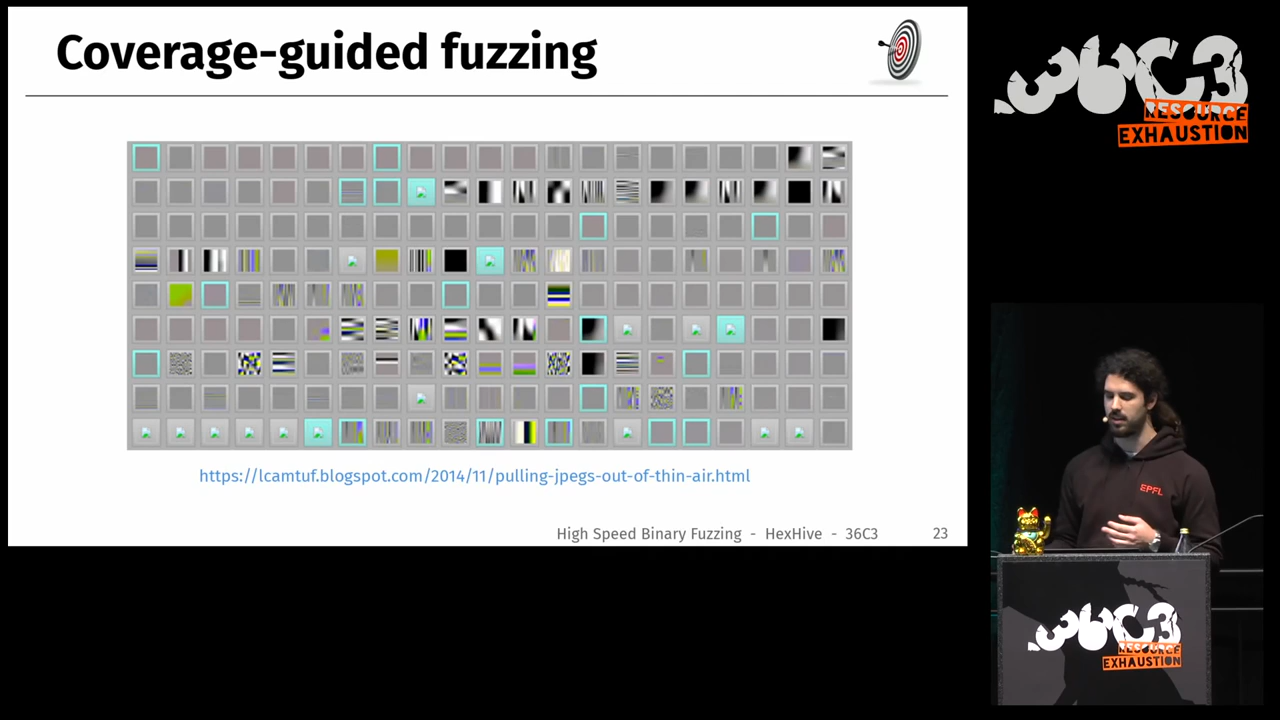 Coverage-guided fuzzing
https://lcamtuf.blogspot.com/2014/11/pulling-jpegs-out-of-thin-air.html
High Speed Binary Fuzzing - HexHive - 36C3
23
36C3
RESOURCE
EXHAUSTION
EPFL
36C3
RESOURCE
EXHAUSTION